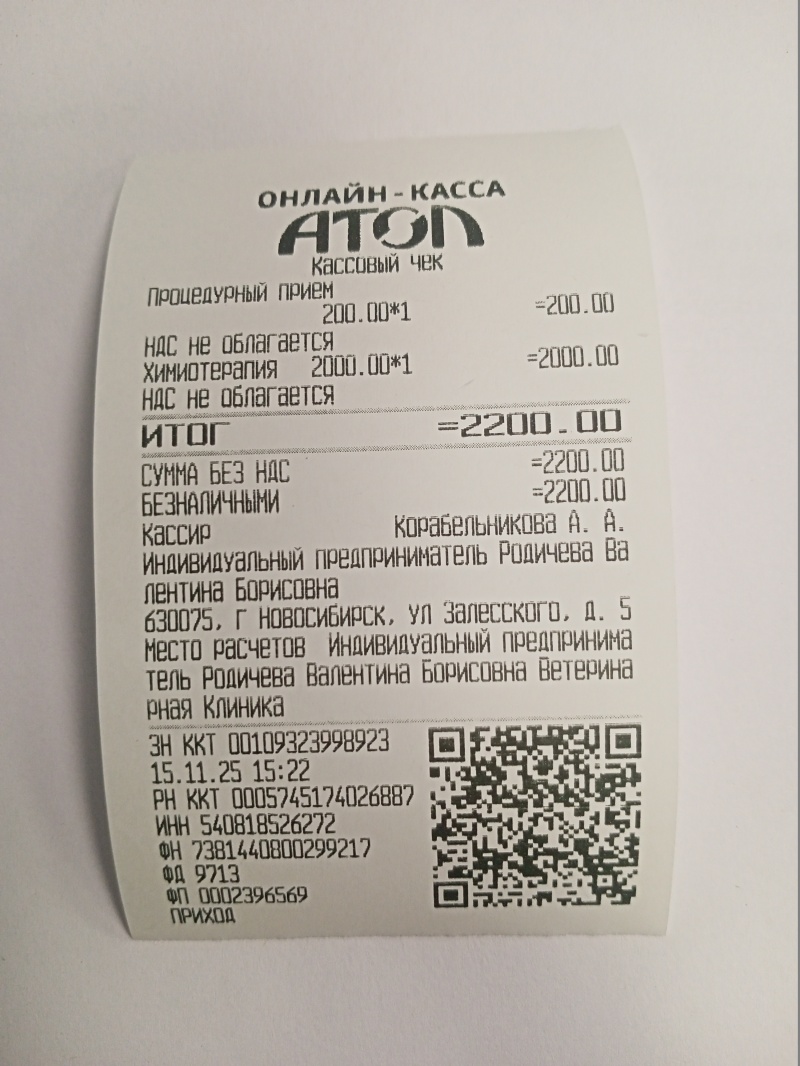 ОНЛАЙН-КАССА
АТОЛ
Кассовый чек
Процедурный прием
200.00*1 =200.00
НДС не облагается
Химиотерапия 2000.00*1 =2000.00
НДС не облагается
ИТОГ =2200.00
СУММА БЕЗ НДС =2200.00
БЕЗНАЛИЧНЫМИ =2200.00
Кассир Корабельникова А. А.
Индивидуальный предприниматель Родичева Ва
лентина Борисовна
630075, г Новосибирск, ул Залесского, д. 5
Место расчетов Индивидуальный предпринима
тель Родичева Валентина Борисовна Ветерина
рная Клиника
ЗН ККТ 00109323998923
15.11.25 15:22
РН ККТ 0005745174026887
ИНН 540818526272
ФН 7381440800299217
ФД 9713
ФП 0002396569
ПРИХОД